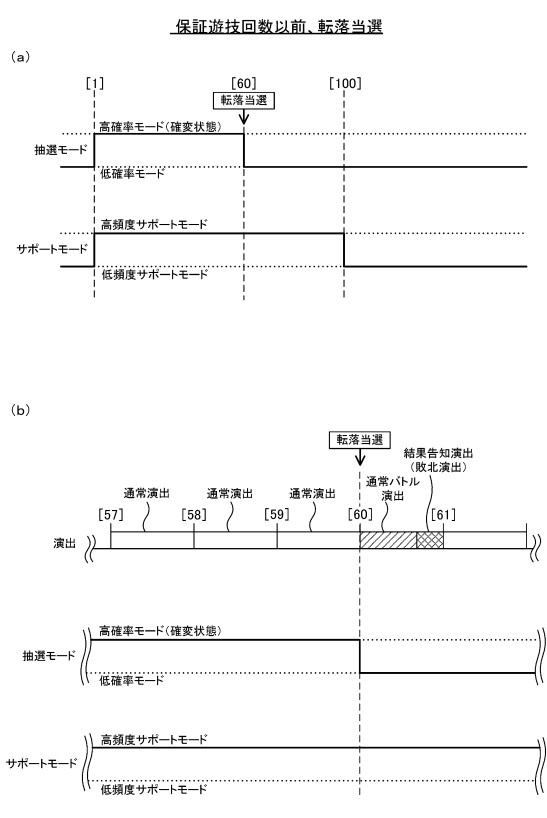 保証遊技回数以前、転落当選
(a)
[1] [60] [100]
転落当選
高確率モード(確変状態)
抽選モード
低確率モード
高頻度サポートモード
サポートモード
低頻度サポートモード
(b)
転落当選
結果告知演出
(敗北演出)
通常バトル
演出
通常演出 通常演出 通常演出
[57] [58] [59] [60] [61]
演出
高確率モード(確変状態)
抽選モード
低確率モード
高頻度サポートモード
サポートモード
低頻度サポートモード